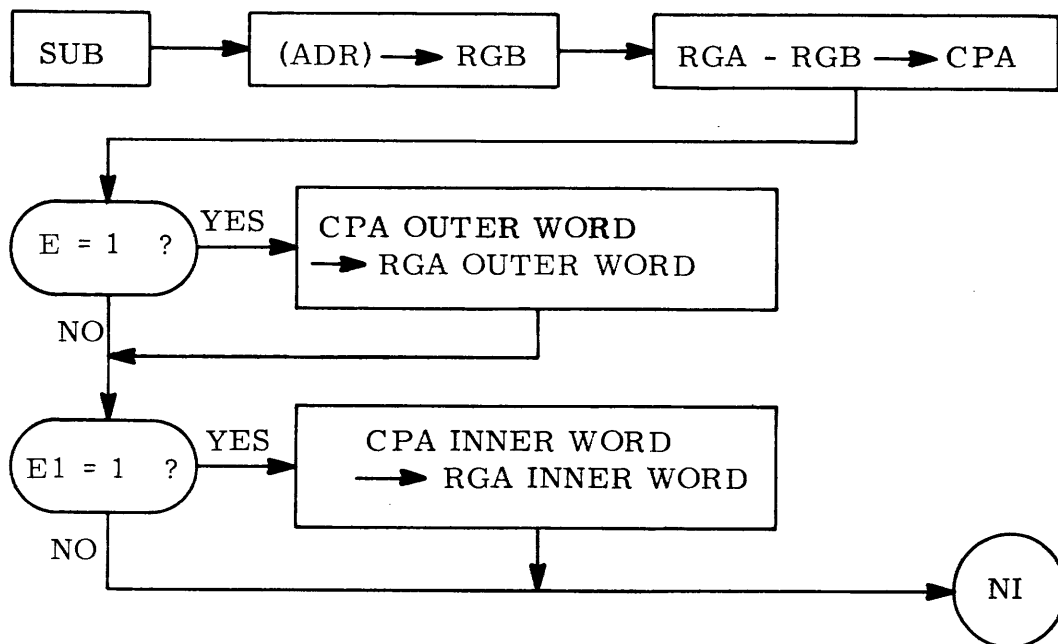 SUB
(ADR) → RGB
RGA - RGB → CPA
E = 1 ?
YES
CPA OUTER WORD
→ RGA OUTER WORD
NO
E1 = 1 ?
YES
CPA INNER WORD
→ RGA INNER WORD
NO
NI